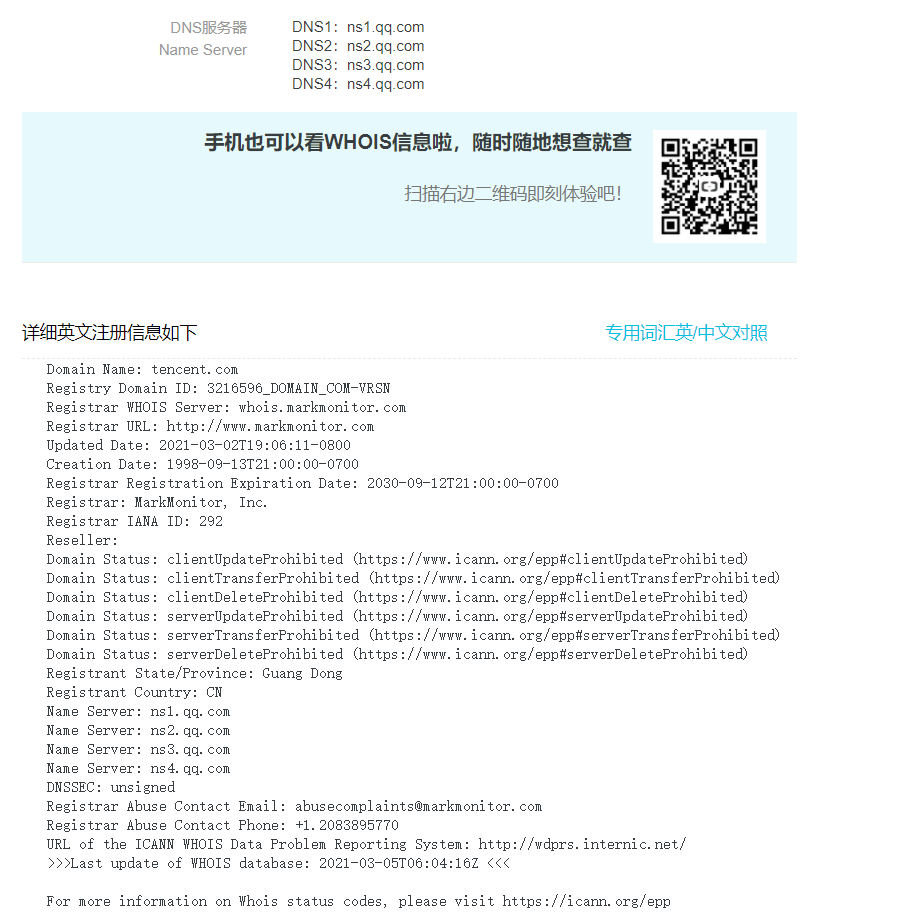 DNS服务器
Name Server
DNS1：ns1.qq.com
DNS2：ns2.qq.com
DNS3：ns3.qq.com
DNS4：ns4.qq.com
手机也可以看WHOIS信息啦，随时随地想查就查
扫描右边二维码即刻体验吧！
详细英文注册信息如下
专用词汇英/中文对照
Domain Name: tencent.com
Registry Domain ID: 3216596_DOMAIN_COM-VRSN
Registrar WHOIS Server: whois.markmonitor.com
Registrar URL: http://www.markmonitor.com
Updated Date: 2021-03-02T19:06:11-0800
Creation Date: 1998-09-13T21:00:00-0700
Registrar Registration Expiration Date: 2030-09-12T21:00:00-0700
Registrar: MarkMonitor, Inc.
Registrar IANA ID: 292
Reseller:
Domain Status: clientUpdateProhibited (https://www.icann.org/epp#clientUpdateProhibited)
Domain Status: clientTransferProhibited (https://www.icann.org/epp#clientTransferProhibited)
Domain Status: clientDeleteProhibited (https://www.icann.org/epp#clientDeleteProhibited)
Domain Status: serverUpdateProhibited (https://www.icann.org/epp#serverUpdateProhibited)
Domain Status: serverTransferProhibited (https://www.icann.org/epp#serverTransferProhibited)
Domain Status: serverDeleteProhibited (https://www.icann.org/epp#serverDeleteProhibited)
Registrant State/Province: Guang Dong
Registrant Country: CN
Name Server: ns1.qq.com
Name Server: ns2.qq.com
Name Server: ns3.qq.com
Name Server: ns4.qq.com
DNSSEC: unsigned
Registrar Abuse Contact Email: abusecomplaints@markmonitor.com
Registrar Abuse Contact Phone: +1.2083895770
URL of the ICANN WHOIS Data Problem Reporting System: http://wdprs.internic.net/
>>>Last update of WHOIS database: 2021-03-05T06:04:16Z <<<
For more information on Whois status codes, please visit https://icann.org/epp